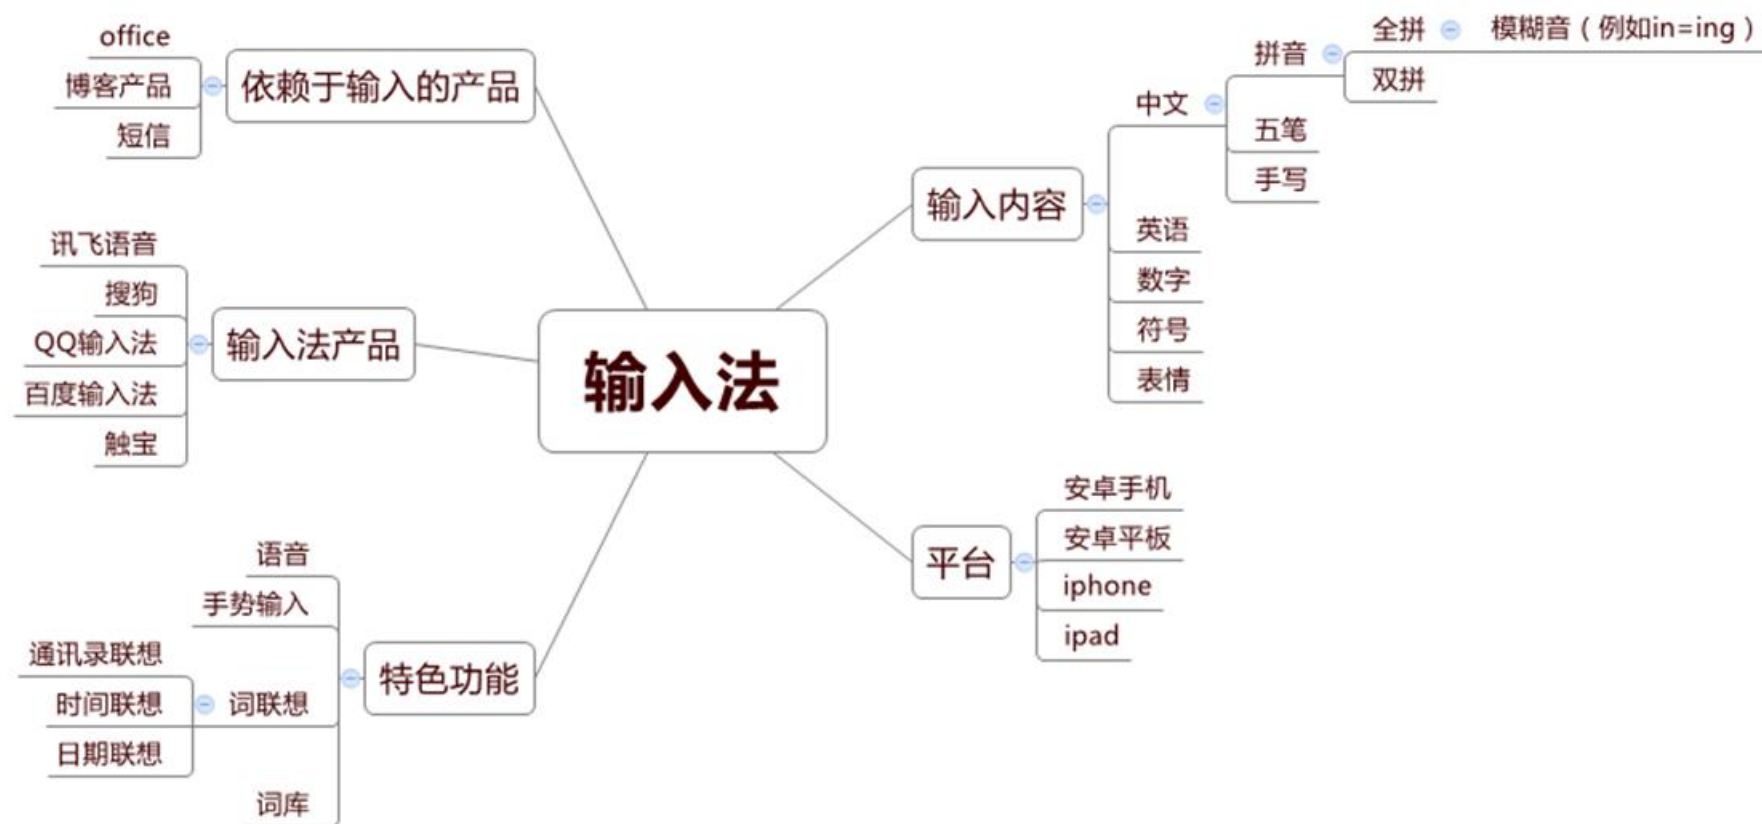 输入法
依赖于输入的产品
office
博客产品
短信
输入法产品
讯飞语音
搜狗
QQ输入法
百度输入法
触宝
特色功能
语音
手势输入
词联想
通讯录联想
时间联想
日期联想
词库
输入内容
中文
拼音
全拼
模糊音（例如in=ing）
双拼
五笔
手写
英语
数字
符号
表情
平台
安卓手机
安卓平板
iphone
ipad